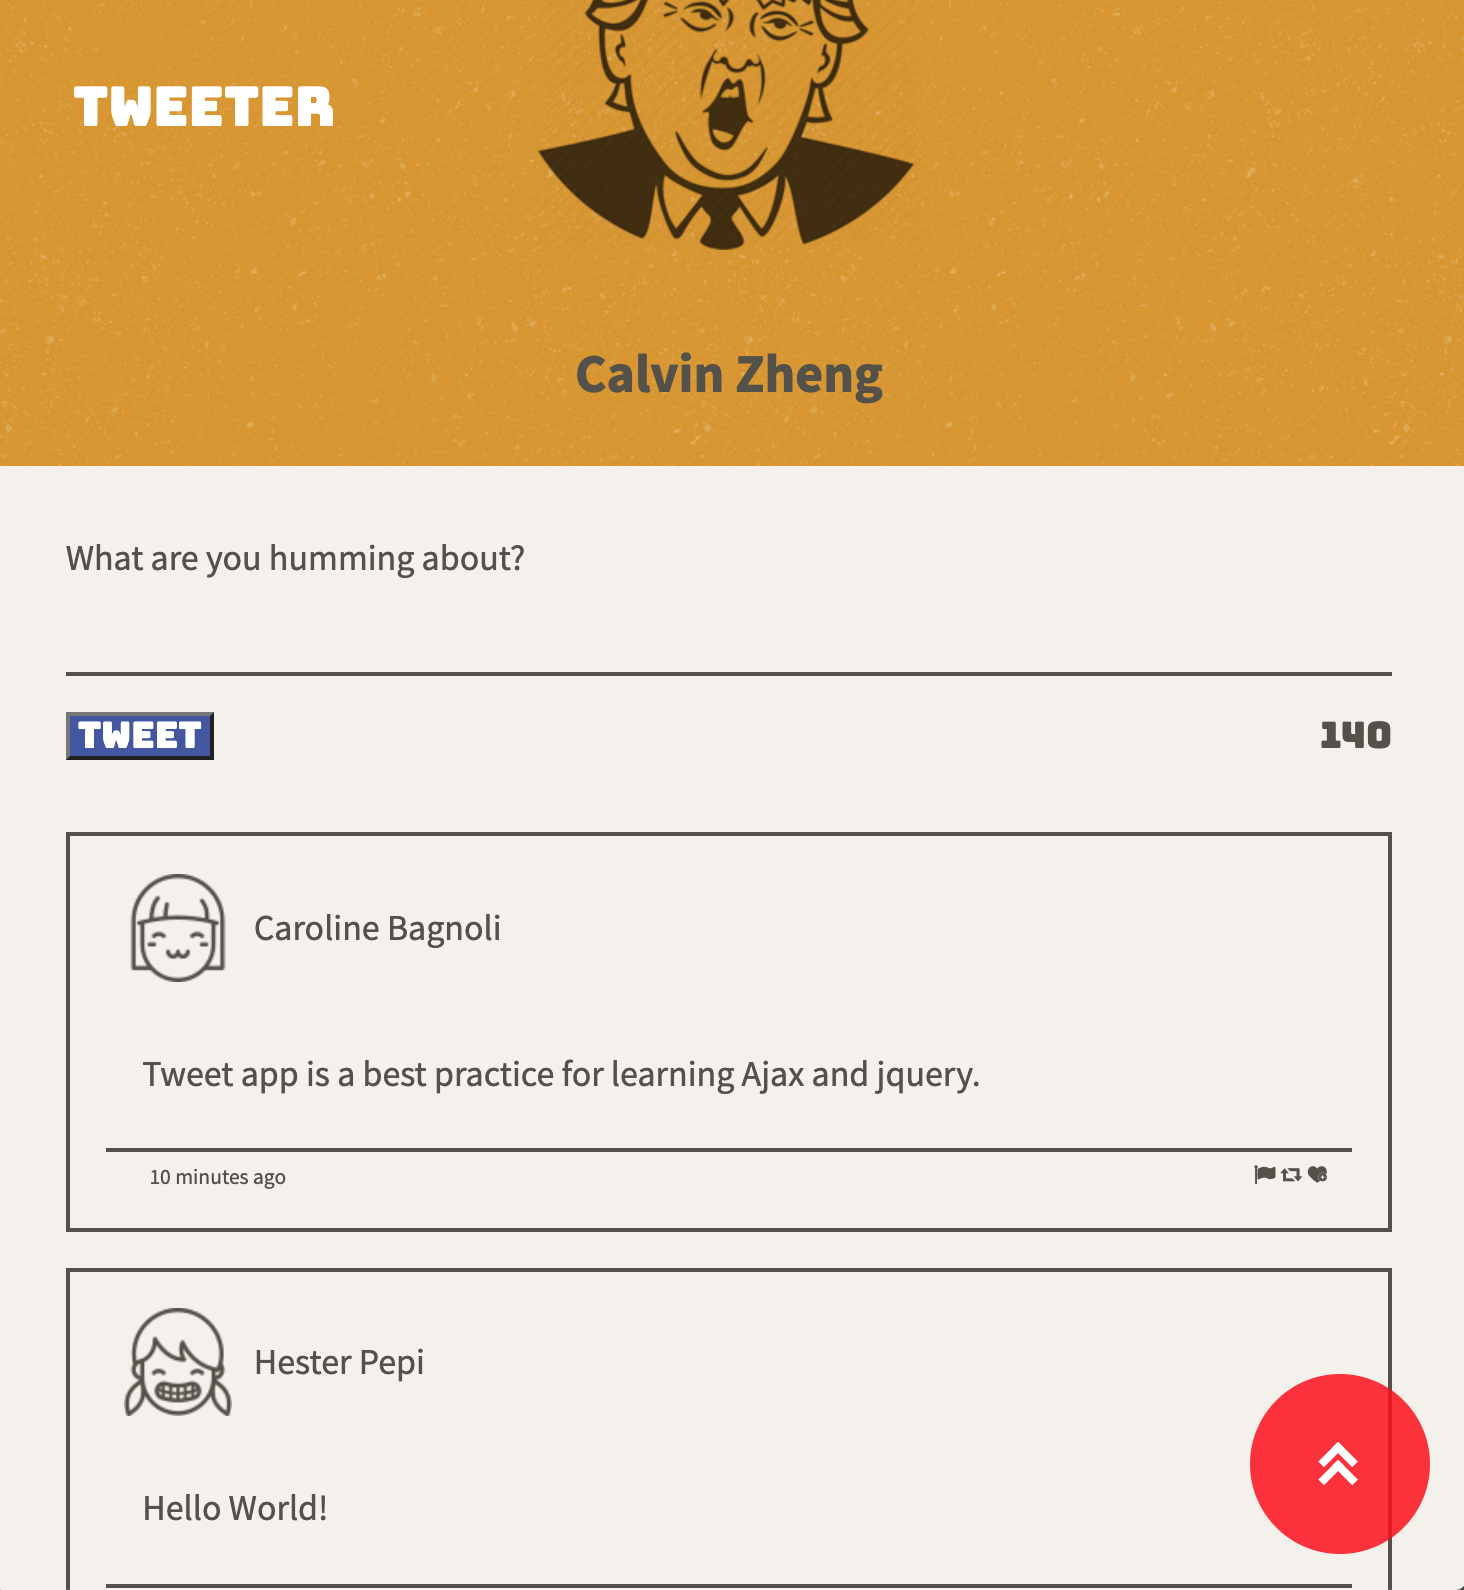 TWEETER
Calvin Zheng
What are you humming about?
TWEET
140
Caroline Bagnoli
Tweet app is a best practice for learning Ajax and jquery.
10 minutes ago
Hester Pepi
Hello World!